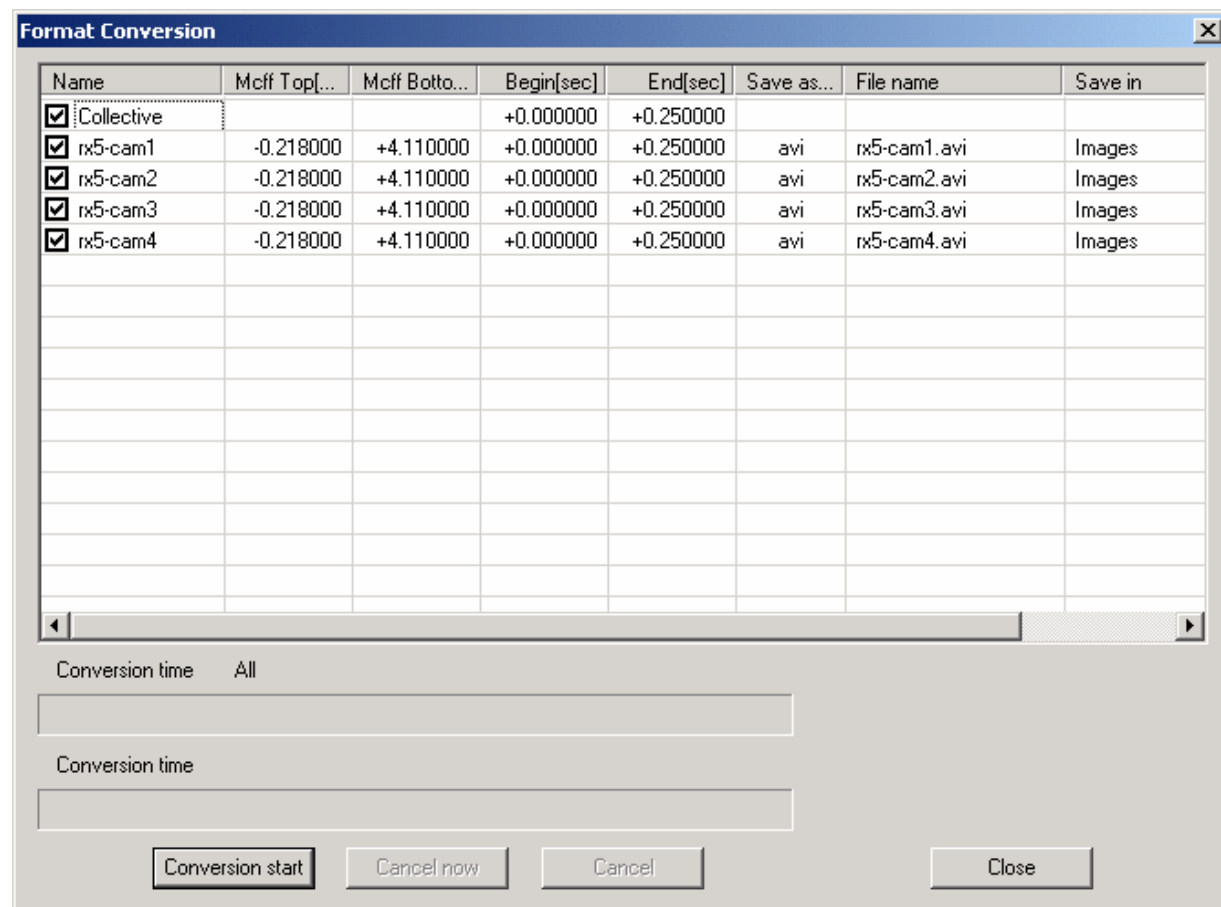 Format Conversion
Name Mcff Top[... Mcff Botto... Begin[sec] End[sec] Save as... File name Save in
Collective +0.000000 +0.250000
rx5-cam1 -0.218000 +4.110000 +0.000000 +0.250000 avi rx5-cam1.avi Images
rx5-cam2 -0.218000 +4.110000 +0.000000 +0.250000 avi rx5-cam2.avi Images
rx5-cam3 -0.218000 +4.110000 +0.000000 +0.250000 avi rx5-cam3.avi Images
rx5-cam4 -0.218000 +4.110000 +0.000000 +0.250000 avi rx5-cam4.avi Images
Conversion time All
Conversion time
Conversion start Cancel now Cancel Close